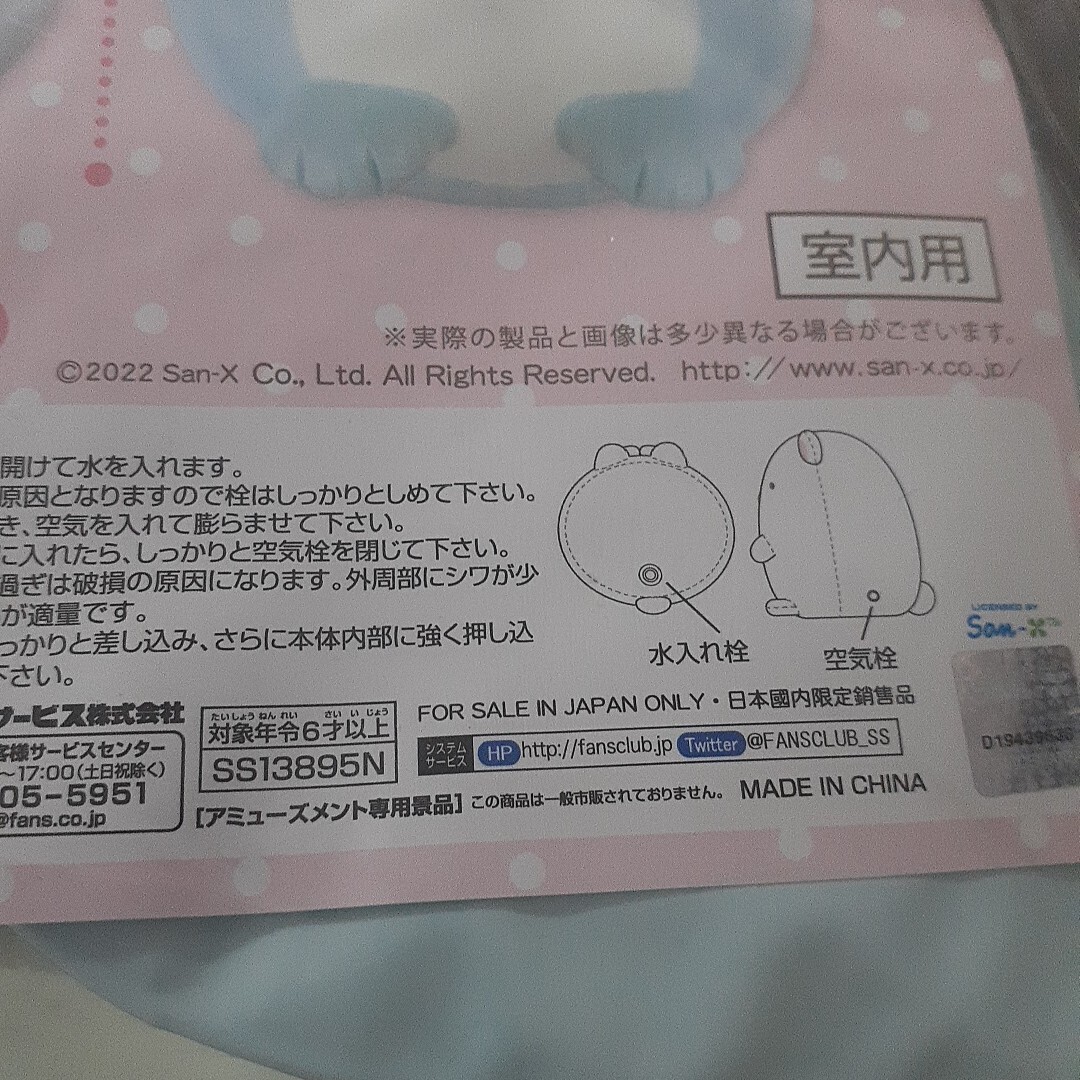 室内用
※実際の製品と画像は多少異なる場合がございます。
©2022 San-X Co., Ltd. All Rights Reserved. http://www.san-x.co.jp/
開けて水を入れます。
原因となりますので栓はしっかりとしめて下さい。
き、空気を入れて膨らませて下さい。
に入れたら、しっかりと空気栓を閉じて下さい。
過ぎは破損の原因になります。外周部にシワが少
が適量です。
っかりと差し込み、さらに本体内部に強く押し込
下さい。
水入れ栓
空気栓
LICENSED BY
San-X
サービス株式会社
客様サービスセンター
～17:00(土日祝除く)
05-5951
@fans.co.jp
たいしょう ねん れい さい い じょう
対象年令6才以上
SS13895N
FOR SALE IN JAPAN ONLY・日本國内限定銷售品
システムサービス HP http://fansclub.jp Twitter @FANSCLUB_SS
[アミューズメント専用景品] この商品は一般市販されておりません。 MADE IN CHINA